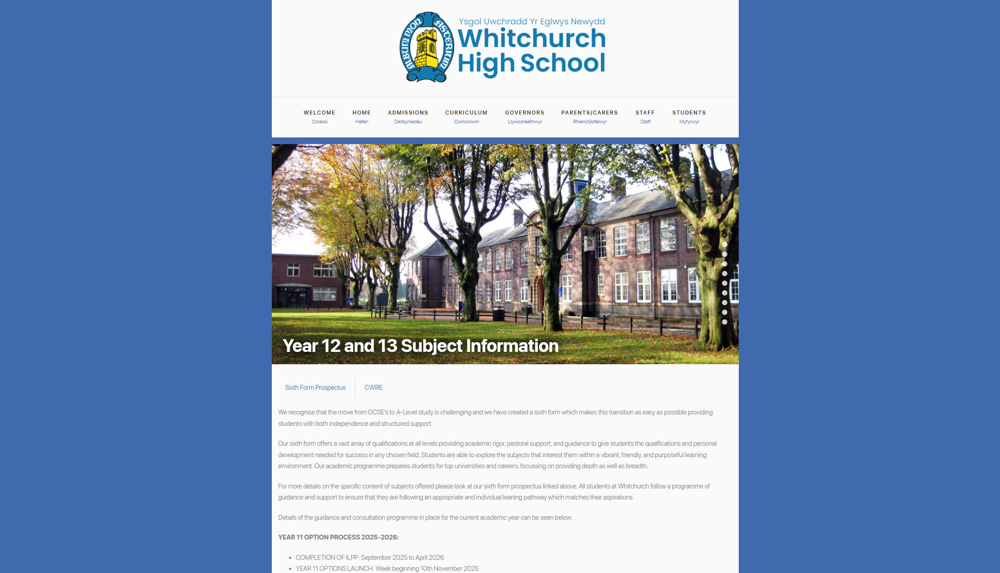 ALBUM MONASTERIUM
Ysgol Uwchradd Yr Eglwys Newydd
Whitchurch
High School
WELCOME HOME ADMISSIONS CURRICULUM GOVERNORS PARENTS/CARERS STAFF STUDENTS
Croeso Hafan Derbyniadau Cwricwlwm Llywodraethwyr Rhieni/Gofalwyr Staff Myfyrwyr
Year 12 and 13 Subject Information
Sixth Form Prospectus CWRE
We recognise that the move from GCSE's to A-Level study is challenging and we have created a sixth form which makes this transition as easy as possible providing
students with both independence and structured support.
Our sixth form offers a vast array of qualifications at all levels providing academic rigor, pastoral support, and guidance to give students the qualifications and personal
development needed for success in any chosen field. Students are able to explore the subjects that interest them within a vibrant, friendly, and purposeful learning
environment. Our academic programme prepares students for top universities and careers, focussing on providing depth as well as breadth.
For more details on the specific content of subjects offered please look at our sixth form prospectus linked above. All students at Whitchurch follow a programme of
guidance and support to ensure that they are following an appropriate and individual leaning pathway which matches their aspirations.
Details of the guidance and consultation programme in place for the current academic year can be seen below:
YEAR 11 OPTION PROCESS 2025-2026:
• COMPLETION OF ILPP: September 2025 to April 2026
• YEAR 11 OPTIONS LAUNCH: Week beginning 10th November 2025